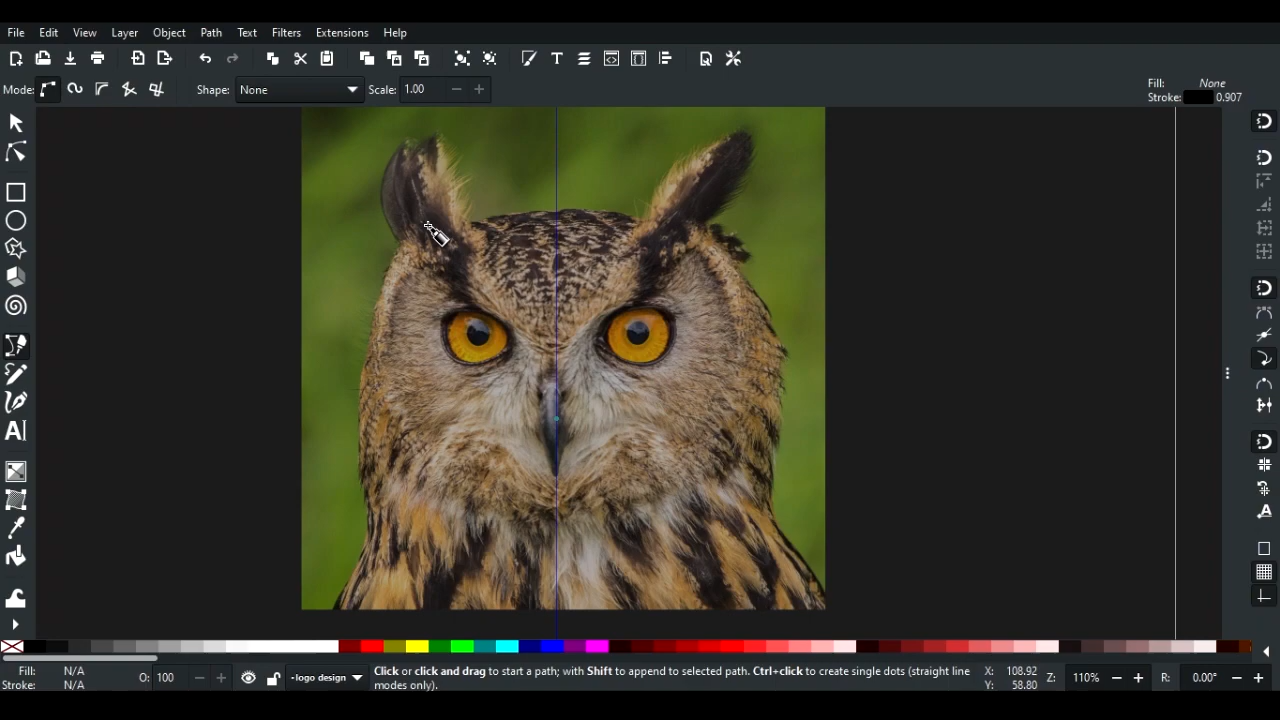 File Edit View Layer Object Path Text Filters Extensions Help
Mode: Shape: None Scale: 1.00
Fill: None
Stroke: 0.907
Fill: N/A
Stroke: N/A
O: 100
logo design
Click or click and drag to start a path; with Shift to append to selected path. Ctrl+click to create single dots (straight line
modes only).
X: 108.92
Y: 58.80
Z: 110%
R: 0.00°